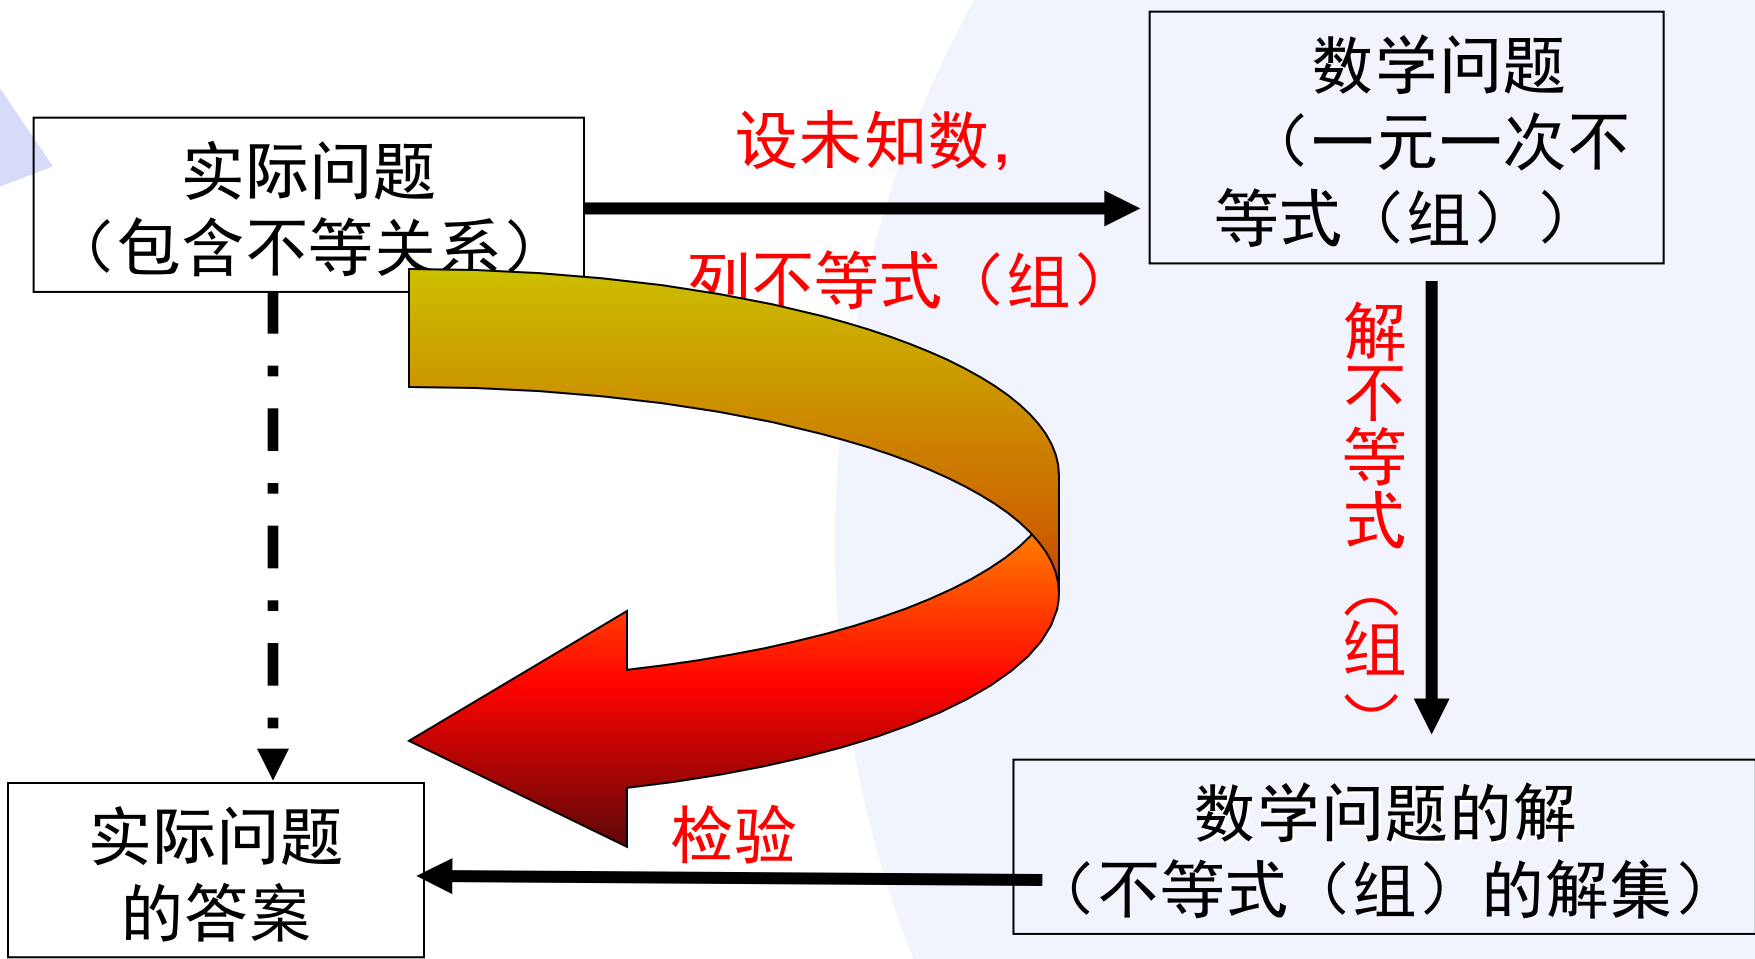 实际问题
（包含不等关系）
设未知数，
列不等式（组）
数学问题
（一元一次不
等式（组））
解不等式（组）
数学问题的解
（不等式（组）的解集）
检验
实际问题
的答案